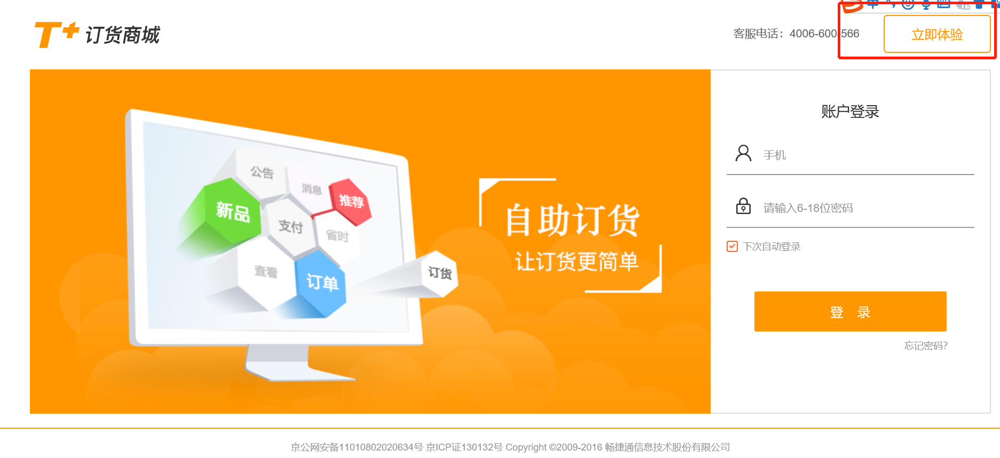 中
T+ 订货商城
客服电话：4006-600-566
立即体验
公告
消息
推荐
新品
支付
省时
查看
订单
订货
自助订货
让订货更简单
账户登录
手机
请输入6-18位密码
下次自动登录
登 录
忘记密码?
京公网安备11010802020634号 京ICP证130132号 Copyright ©2009-2016 畅捷通信息技术股份有限公司